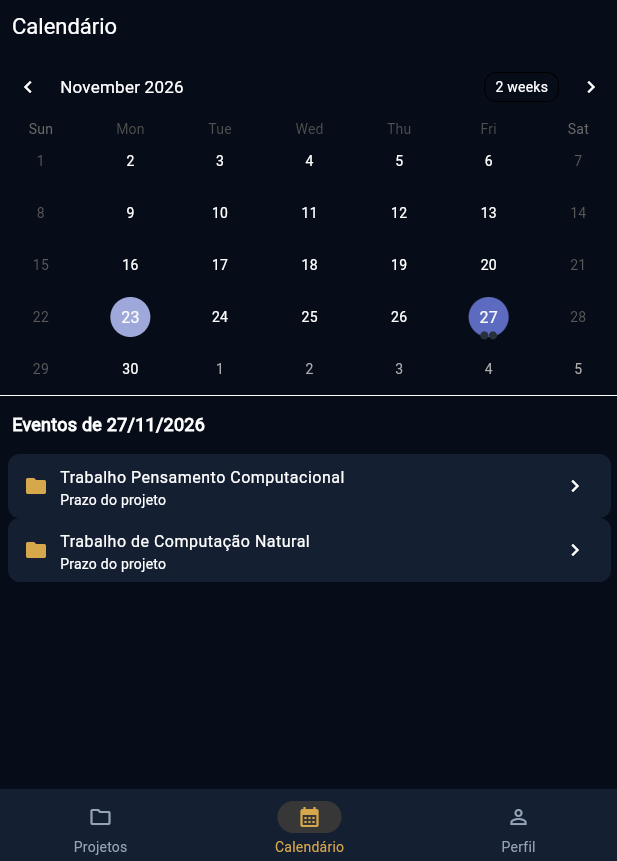 Calendário
November 2026 2 weeks
Sun Mon Tue Wed Thu Fri Sat
1 2 3 4 5 6 7
8 9 10 11 12 13 14
15 16 17 18 19 20 21
22 23 24 25 26 27 28
29 30 1 2 3 4 5
Eventos de 27/11/2026
Trabalho Pensamento Computacional
Prazo do projeto
Trabalho de Computação Natural
Prazo do projeto
Projetos Calendário Perfil